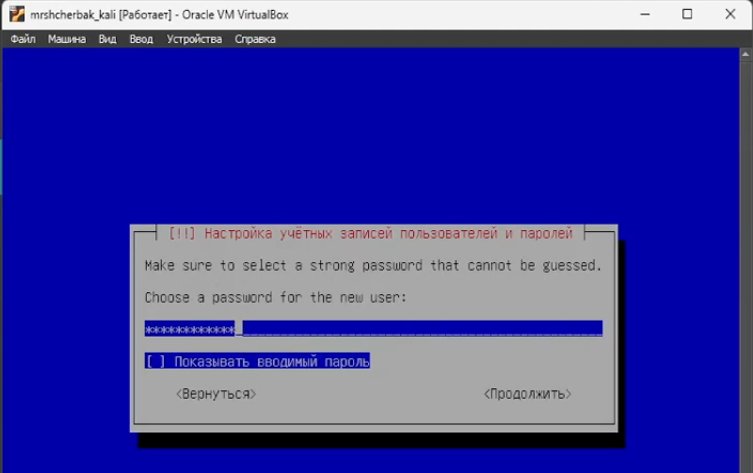 mrshcherbak_kali [Работает] - Oracle VM VirtualBox
Файл Машина Вид Ввод Устройства Справка
[!!] Настройка учётных записей пользователей и паролей
Make sure to select a strong password that cannot be guessed.
Choose a password for the new user:
************_
[ ] Показывать вводимый пароль
<Вернуться> <Продолжить>